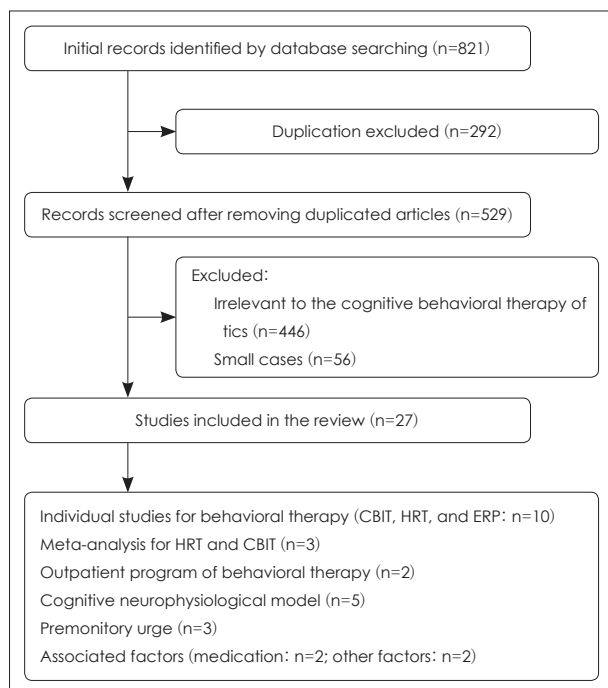 Initial records identified by database searching (n=821)
Duplication excluded (n=292)
Records screened after removing duplicated articles (n=529)
Excluded:
Irrelevant to the cognitive behavioral therapy of
tics (n=446)
Small cases (n=56)
Studies included in the review (n=27)
Individual studies for behavioral therapy (CBIT, HRT, and ERP: n=10)
Meta-analysis for HRT and CBIT (n=3)
Outpatient program of behavioral therapy (n=2)
Cognitive neurophysiological model (n=5)
Premonitory urge (n=3)
Associated factors (medication: n=2; other factors: n=2)